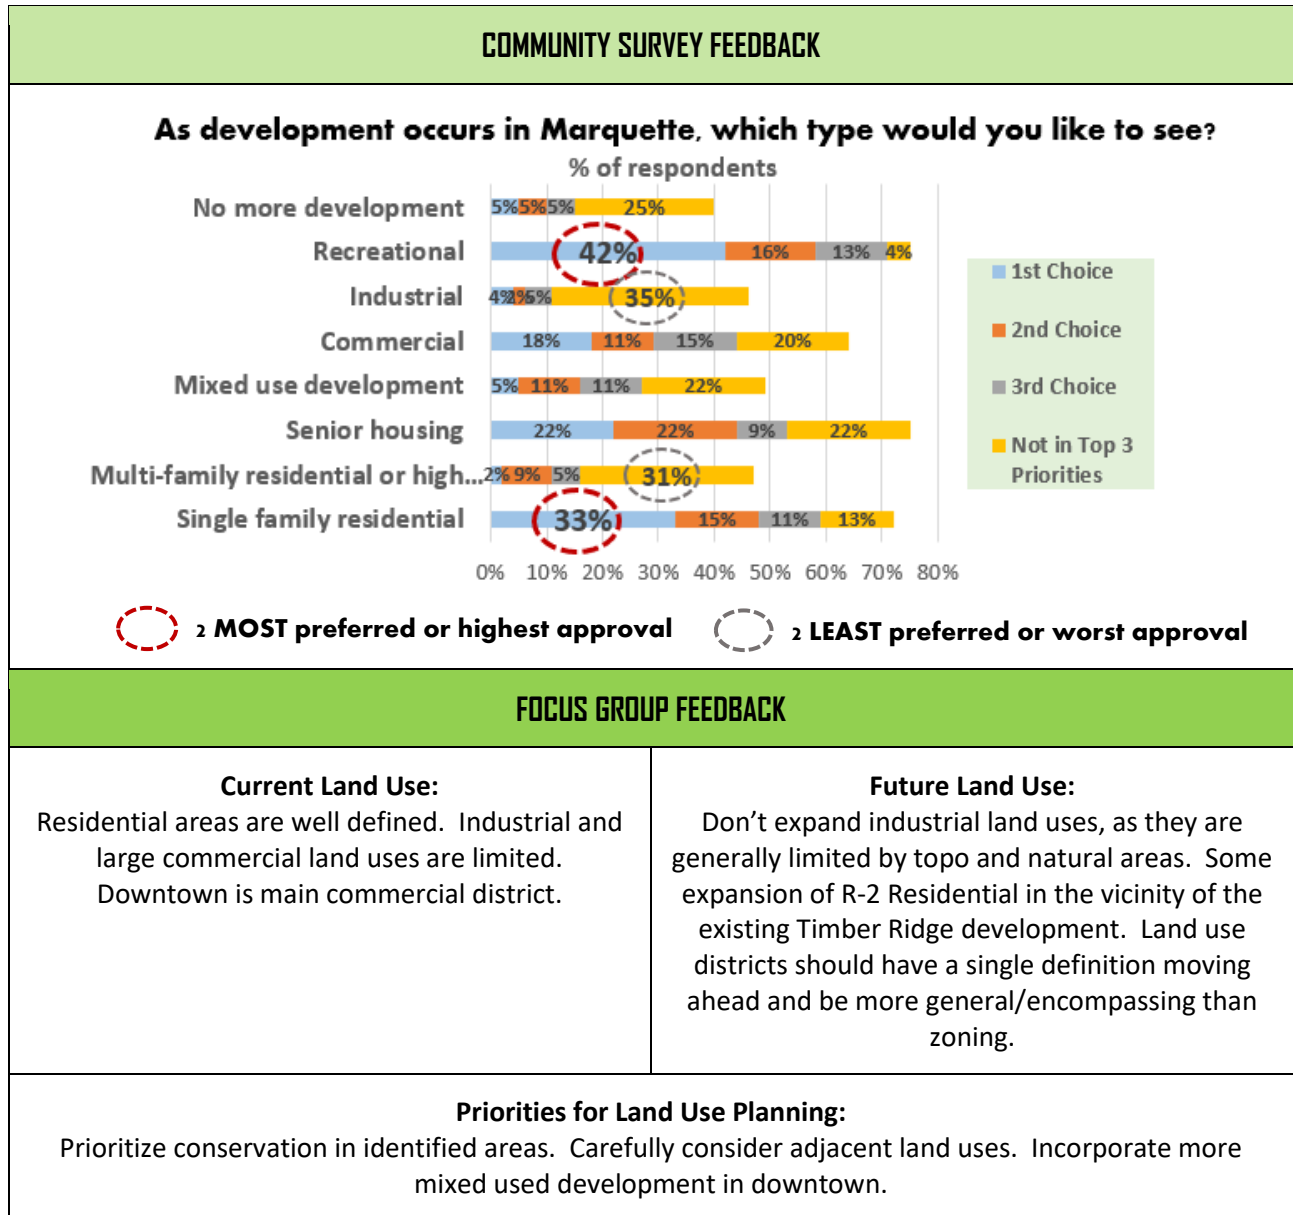 COMMUNITY SURVEY FEEDBACK
As development occurs in Marquette, which type would you like to see?
% of respondents
No more development 5% 5% 5% 25%
Recreational 42% 16% 13% 4%
Industrial 4% 2% 5% 35%
Commercial 18% 11% 15% 20%
Mixed use development 5% 11% 11% 22%
Senior housing 22% 22% 9% 22%
Multi-family residential or high... 2% 9% 5% 31%
Single family residential 33% 15% 11% 13%
0% 10% 20% 30% 40% 50% 60% 70% 80%
1st Choice
2nd Choice
3rd Choice
Not in Top 3
Priorities
2 MOST preferred or highest approval
2 LEAST preferred or worst approval
FOCUS GROUP FEEDBACK
Current Land Use:
Residential areas are well defined. Industrial and
large commercial land uses are limited.
Downtown is main commercial district.
Future Land Use:
Don’t expand industrial land uses, as they are
generally limited by topo and natural areas. Some
expansion of R-2 Residential in the vicinity of the
existing Timber Ridge development. Land use
districts should have a single definition moving
ahead and be more general/encompassing than
zoning.
Priorities for Land Use Planning:
Prioritize conservation in identified areas. Carefully consider adjacent land uses. Incorporate more
mixed used development in downtown.